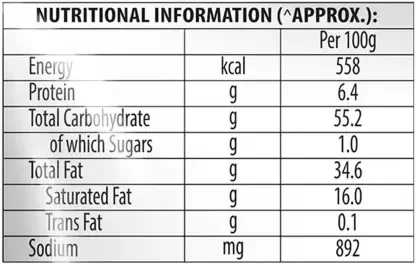 NUTRITIONAL INFORMATION (^APPROX.):
Per 100g
Energy kcal 558
Protein g 6.4
Total Carbohydrate g 55.2
of which Sugars g 1.0
Total Fat g 34.6
Saturated Fat g 16.0
Trans Fat g 0.1
Sodium mg 892